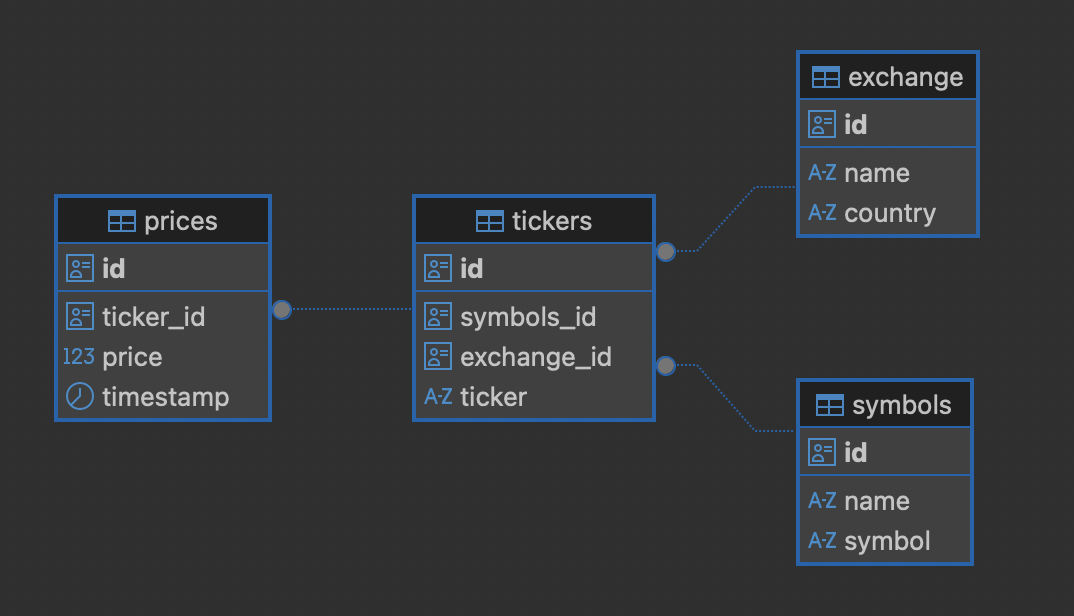 prices
id
ticker_id
123 price
timestamp
tickers
id
symbols_id
exchange_id
A-Z ticker
exchange
id
A-Z name
A-Z country
symbols
id
A-Z name
A-Z symbol